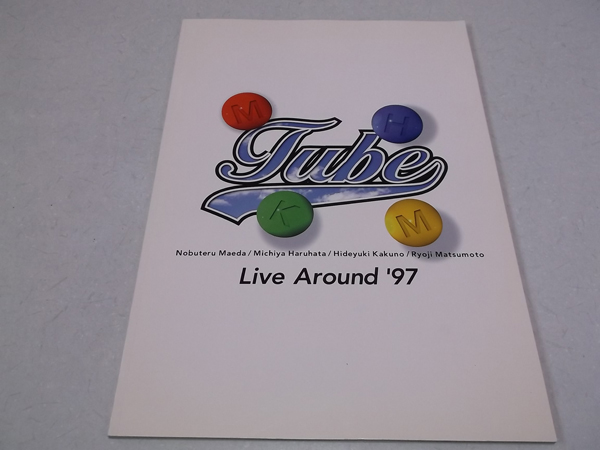 M
H
Tube
K
M
Nobuteru Maeda / Michiya Haruhata / Hideyuki Kakuno / Ryoji Matsumoto
Live Around '97